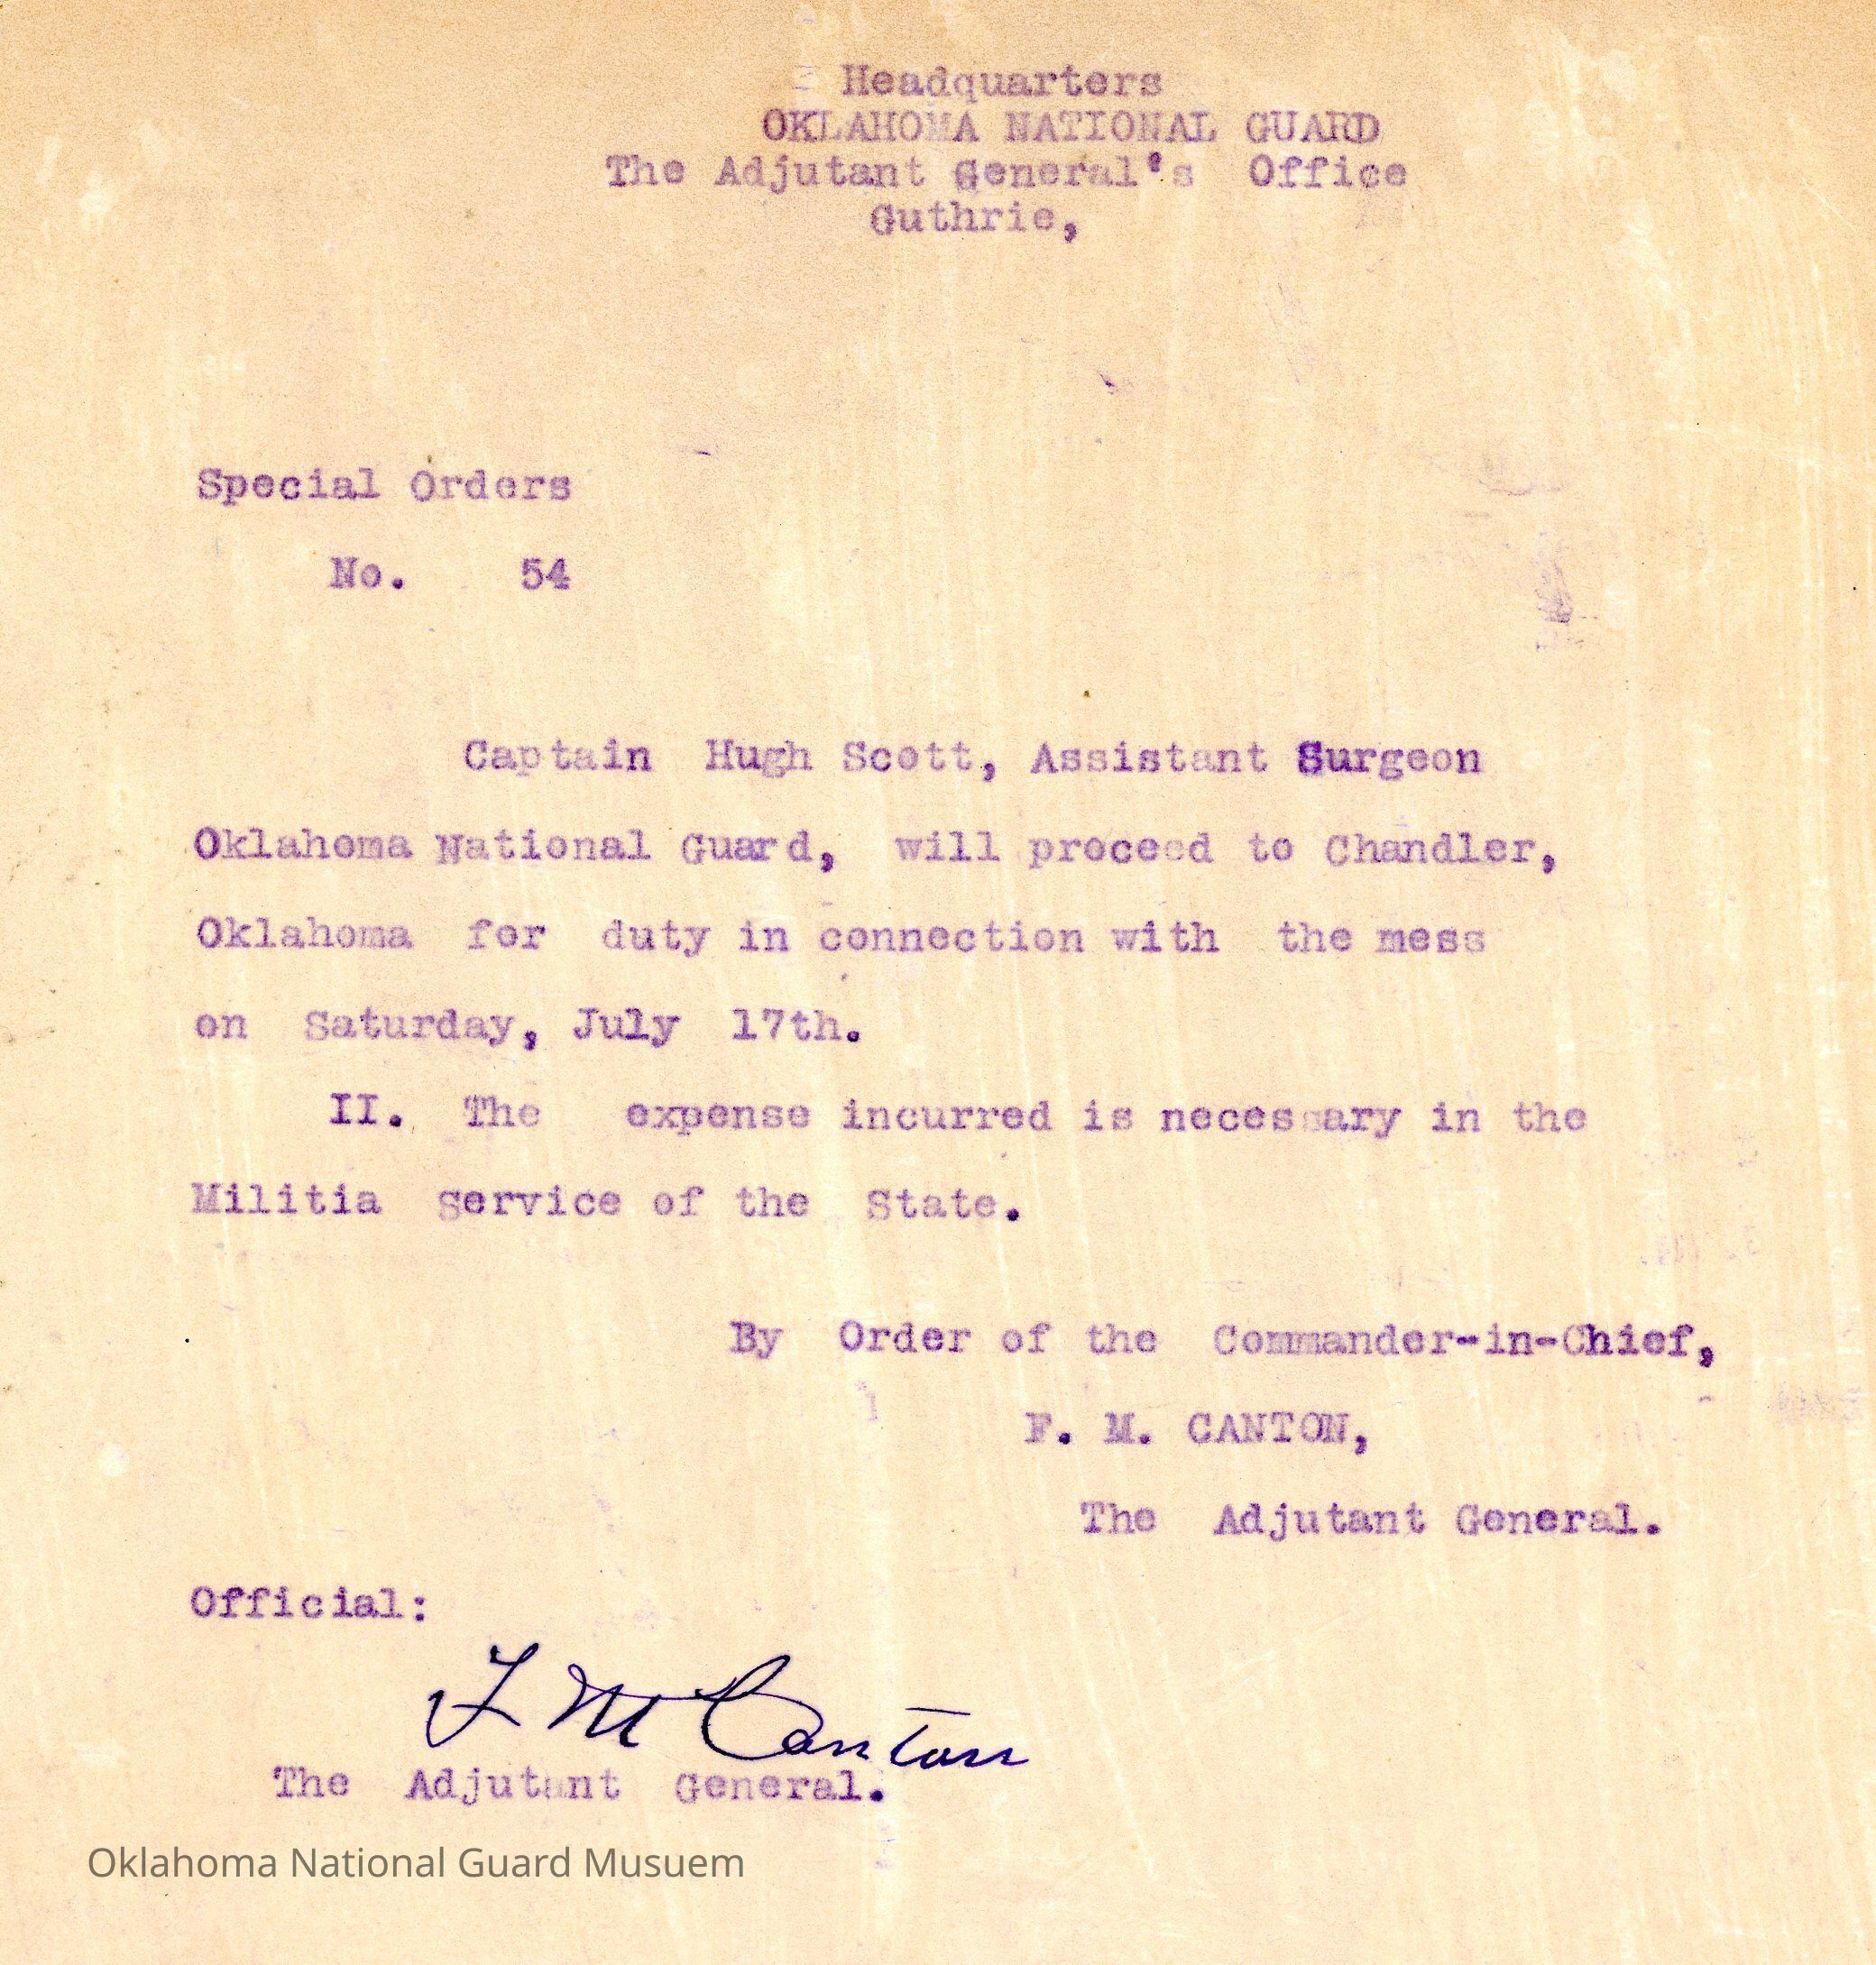 Headquarters
OKLAHOMA NATIONAL GUARD
The Adjutant General's Office
Guthrie,
Special Orders
No. 54
Captain Hugh Scott, Assistant Surgeon
Oklahoma National Guard, will proceed to Chandler,
Oklahoma for duty in connection with the mess
on Saturday, July 17th.
II. The expense incurred is necessary in the
Militia service of the State.
By Order of the Commander-in-Chief,
F. M. CANTON,
The Adjutant General.
Official:
F M Canton
The Adjutant General.
Oklahoma National Guard Musuem